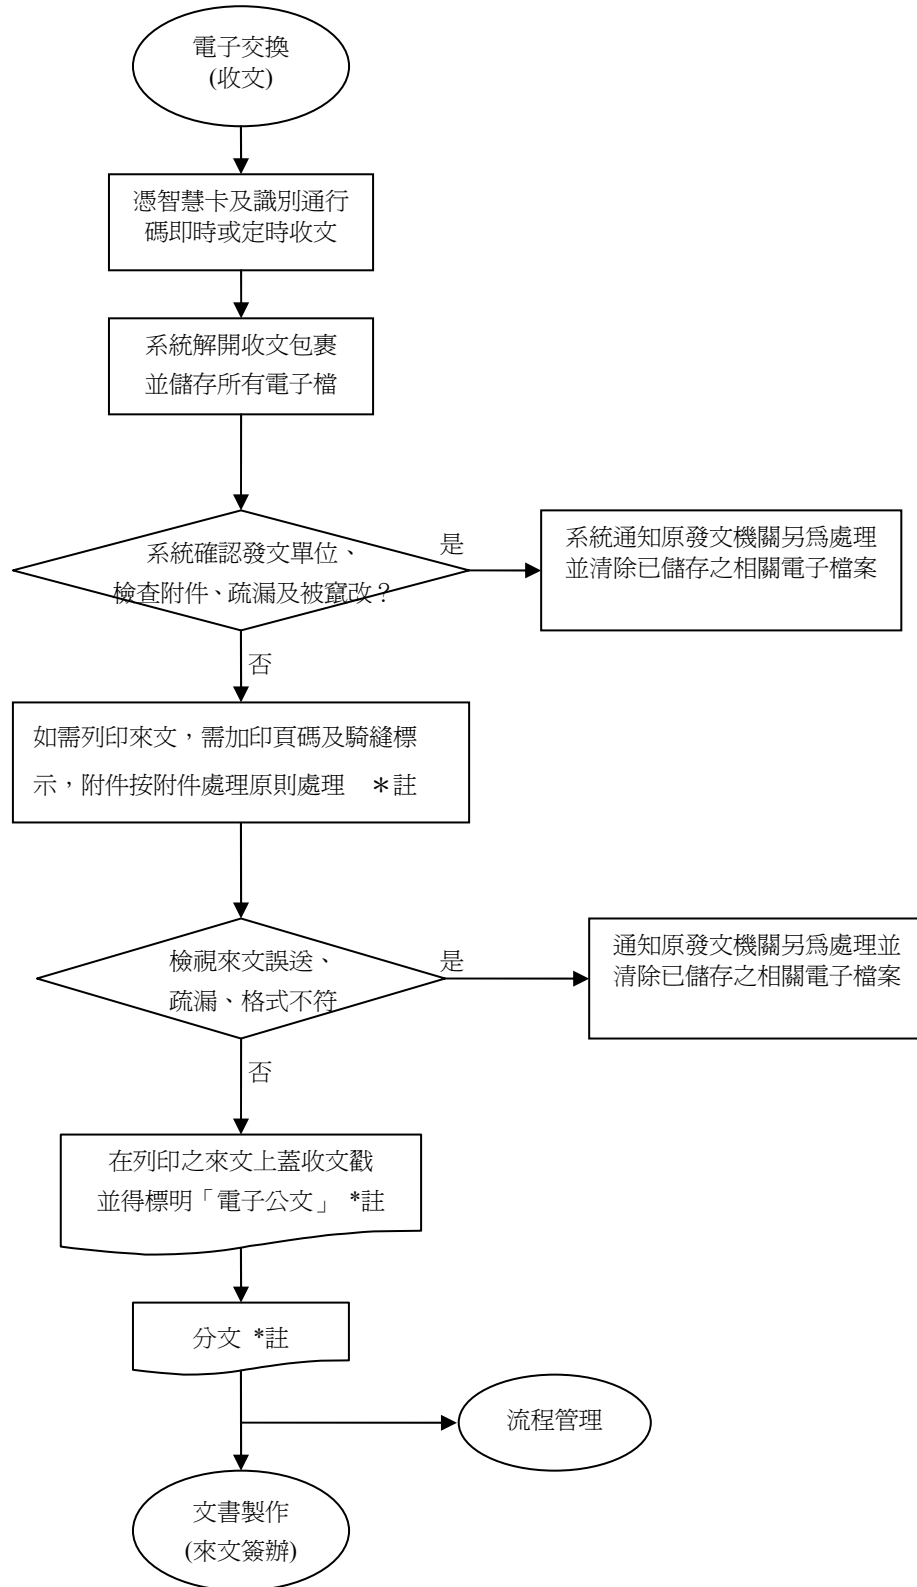 電子交換
(收文)
憑智慧卡及識別通行
碼即時或定時收文
系統解開收文包裹
並儲存所有電子檔
系統確認發文單位、
檢查附件、疏漏及被竄改？
是
系統通知原發文機關另為處理
並清除已儲存之相關電子檔案
否
如需列印來文，需加印頁碼及騎縫標
示，附件按附件處理原則處理　＊註
檢視來文誤送、
疏漏、格式不符
是
通知原發文機關另為處理並
清除已儲存之相關電子檔案
否
在列印之來文上蓋收文戳
並得標明「電子公文」 *註
分文 *註
流程管理
文書製作
(來文簽辦)